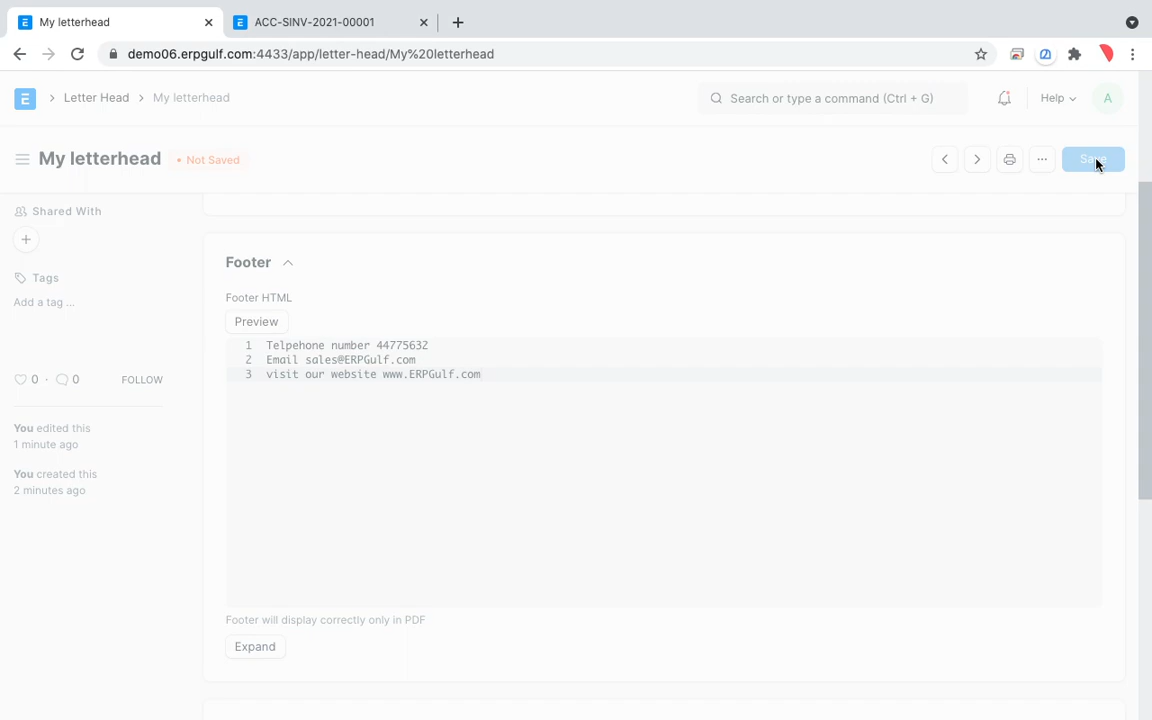 My letterhead
ACC-SINV-2021-00001
demo06.erpgulf.com:4433/app/letter-head/My%20letterhead
E
Letter Head
My letterhead
Search or type a command (Ctrl + G)
Help
A
My letterhead
• Not Saved
...
Save
Shared With
Tags
Add a tag ...
0 · 0
FOLLOW
You edited this
1 minute ago
You created this
2 minutes ago
Footer
Footer HTML
Preview
1 Telpehone number 44775632
2 Email sales@ERPGulf.com
3 visit our website www.ERPGulf.com
Footer will display correctly only in PDF
Expand